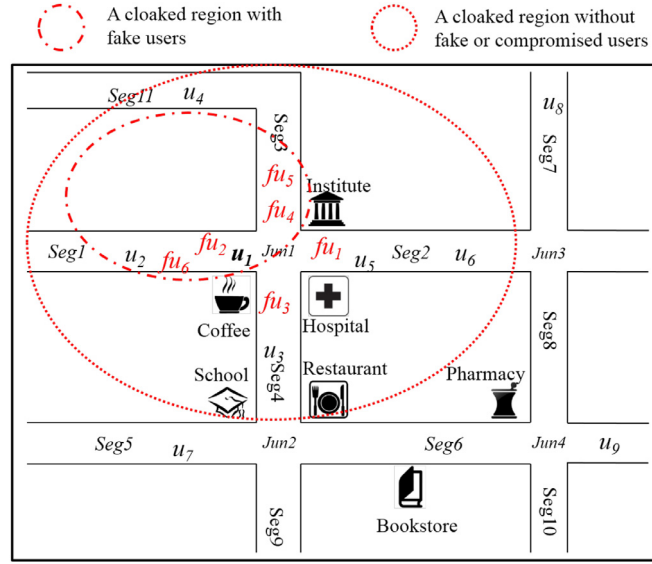 A cloaked region with
fake users
A cloaked region without
fake or compromised users
Seg11 u4
u8
Seg3
Seg7
fu5
Institute
fu4
Seg1 u2 fu6 fu2 u1 Jun1 fu1 u5 Seg2 u6 Jun3
fu3
Coffee
Hospital
Seg8
u3
Seg4
School
Restaurant
Pharmacy
Seg5 u7 Jun2 Seg6 Jun4 u9
Seg9
Seg10
Bookstore